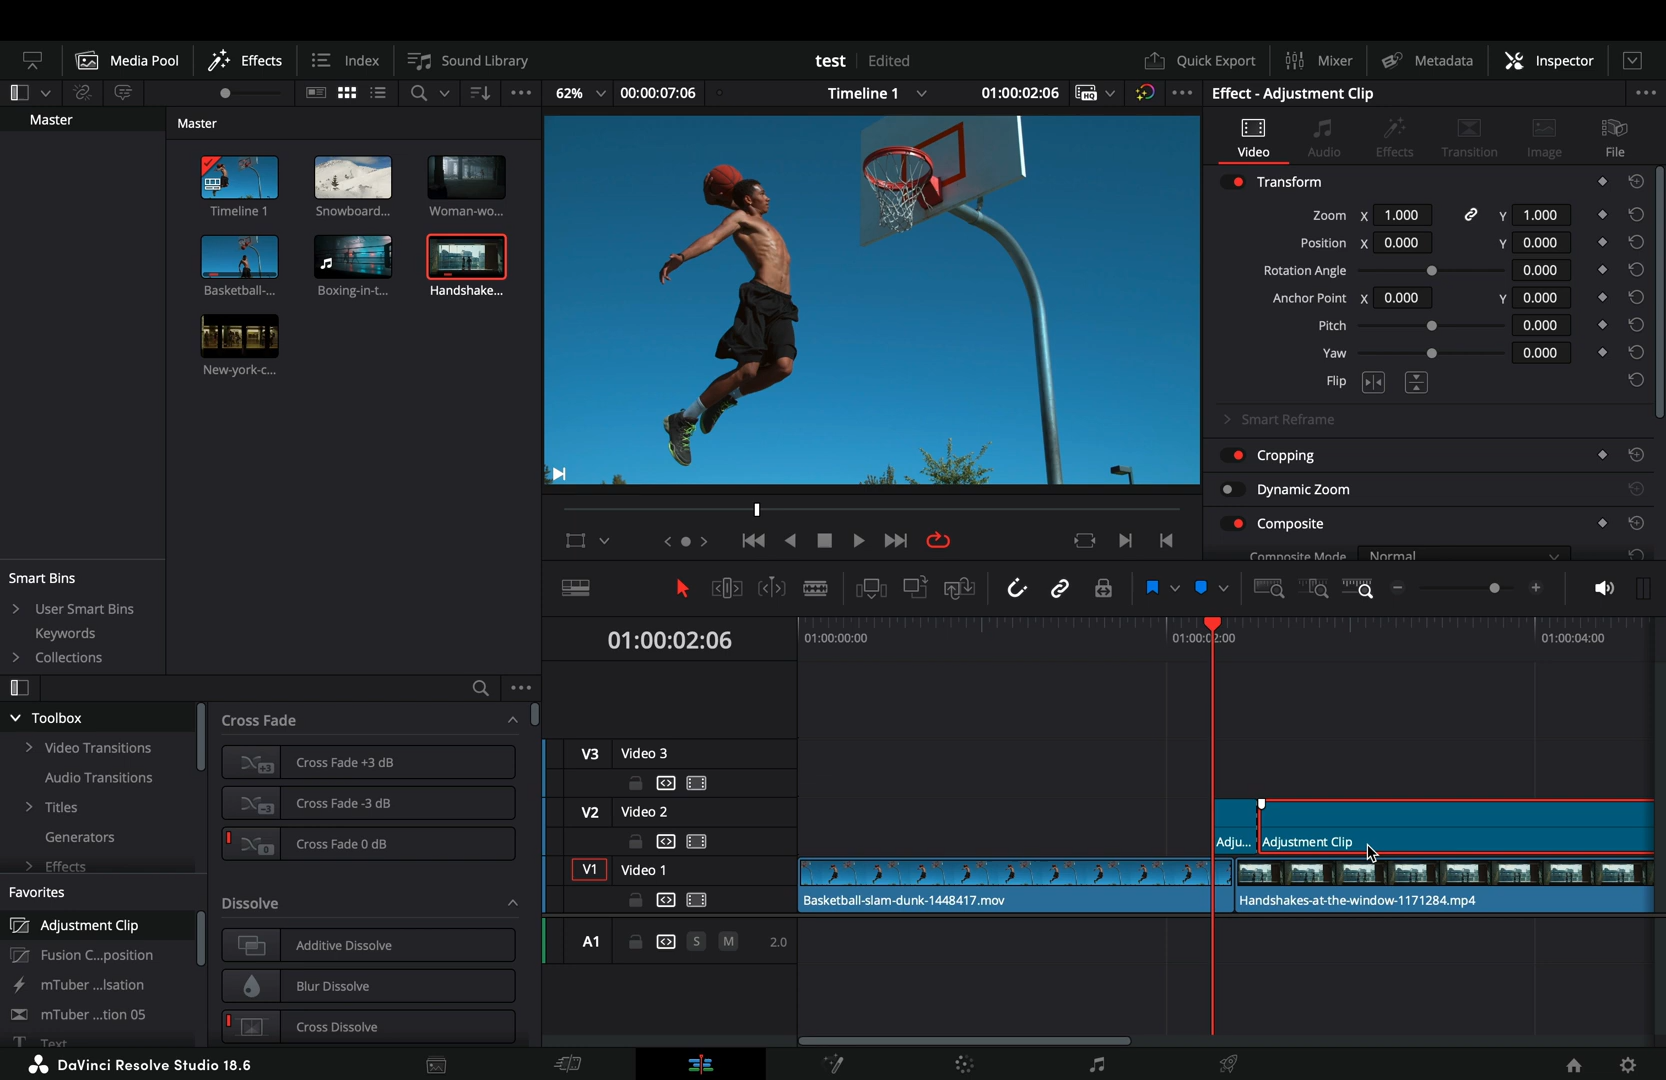 Media Pool Effects Index Sound Library test Edited Quick Export Mixer Metadata Inspector
62% 00:00:07:06 Timeline 1 01:00:02:06 HQ Effect - Adjustment Clip
Master
Master
Timeline 1 Snowboard... Woman-wo...
Basketball-... Boxing-in-t... Handshake...
New-york-c...
Video Audio Effects Transition Image File
Transform
Zoom X 1.000 Y 1.000
Position X 0.000 Y 0.000
Rotation Angle 0.000
Anchor Point X 0.000 Y 0.000
Pitch 0.000
Yaw 0.000
Flip
Smart Reframe
Cropping
Dynamic Zoom
Composite
Composite Mode Normal
Smart Bins
User Smart Bins
Keywords
Collections
Toolbox
Video Transitions
Audio Transitions
Titles
Generators
Effects
Favorites
Adjustment Clip
Fusion C...position
mTuber ...lsation
mTuber ...tion 05
Text
Cross Fade
+3 Cross Fade +3 dB
-3 Cross Fade -3 dB
0 Cross Fade 0 dB
Dissolve
Additive Dissolve
Blur Dissolve
Cross Dissolve
01:00:02:06 01:00:00:00 01:00:02:00 01:00:04:00
V3 Video 3
V2 Video 2
Adju... Adjustment Clip
V1 Video 1
Basketball-slam-dunk-1448417.mov Handshakes-at-the-window-1171284.mp4
A1 S M 2.0
DaVinci Resolve Studio 18.6